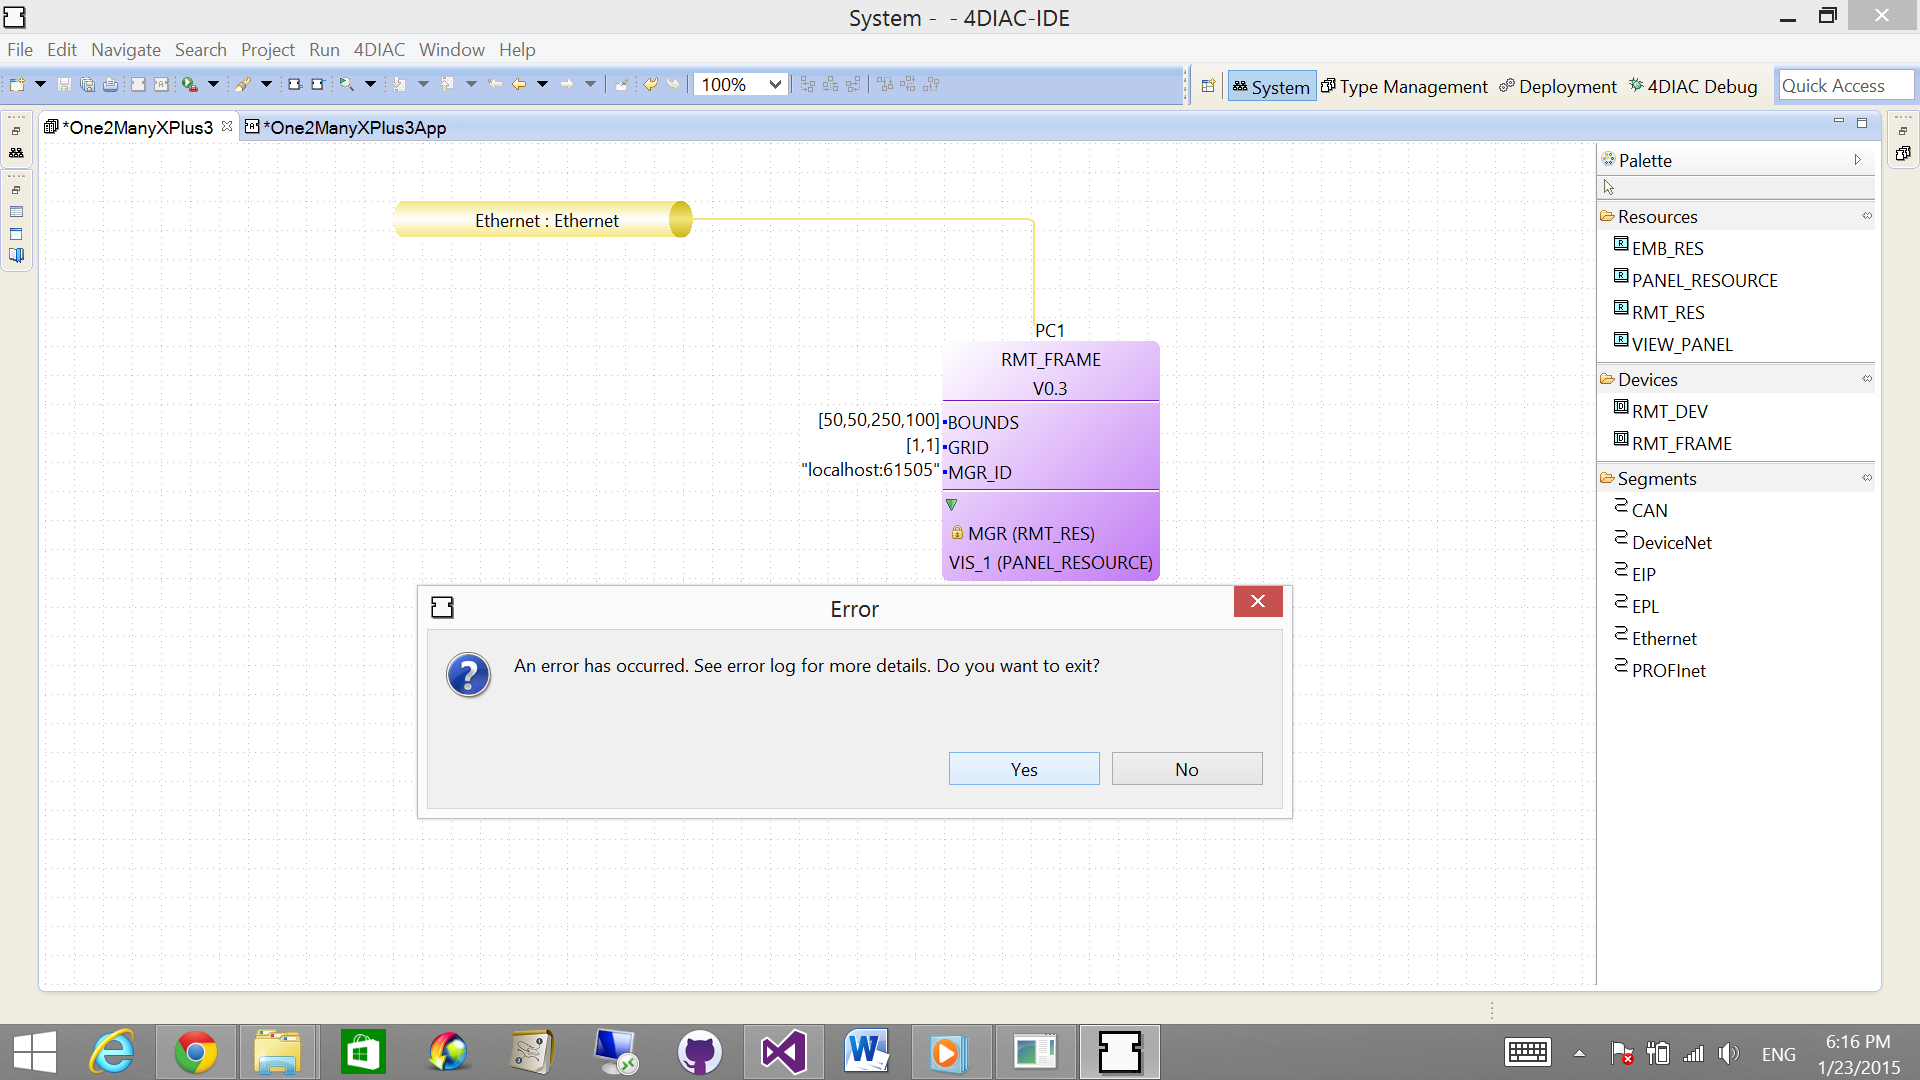 System -  - 4DIAC-IDE
File Edit Navigate Search Project Run 4DIAC Window Help
100% System Type Management Deployment 4DIAC Debug Quick Access
*One2ManyXPlus3 *One2ManyXPlus3App
Ethernet : Ethernet
PC1
RMT_FRAME
V0.3
[50,50,250,100] BOUNDS
[1,1] GRID
"localhost:61505" MGR_ID
MGR (RMT_RES)
VIS_1 (PANEL_RESOURCE)
Palette
Resources
EMB_RES
PANEL_RESOURCE
RMT_RES
VIEW_PANEL
Devices
RMT_DEV
RMT_FRAME
Segments
CAN
DeviceNet
EIP
EPL
Ethernet
PROFInet
Error
An error has occurred. See error log for more details. Do you want to exit?
Yes No
ENG
6:16 PM
1/23/2015